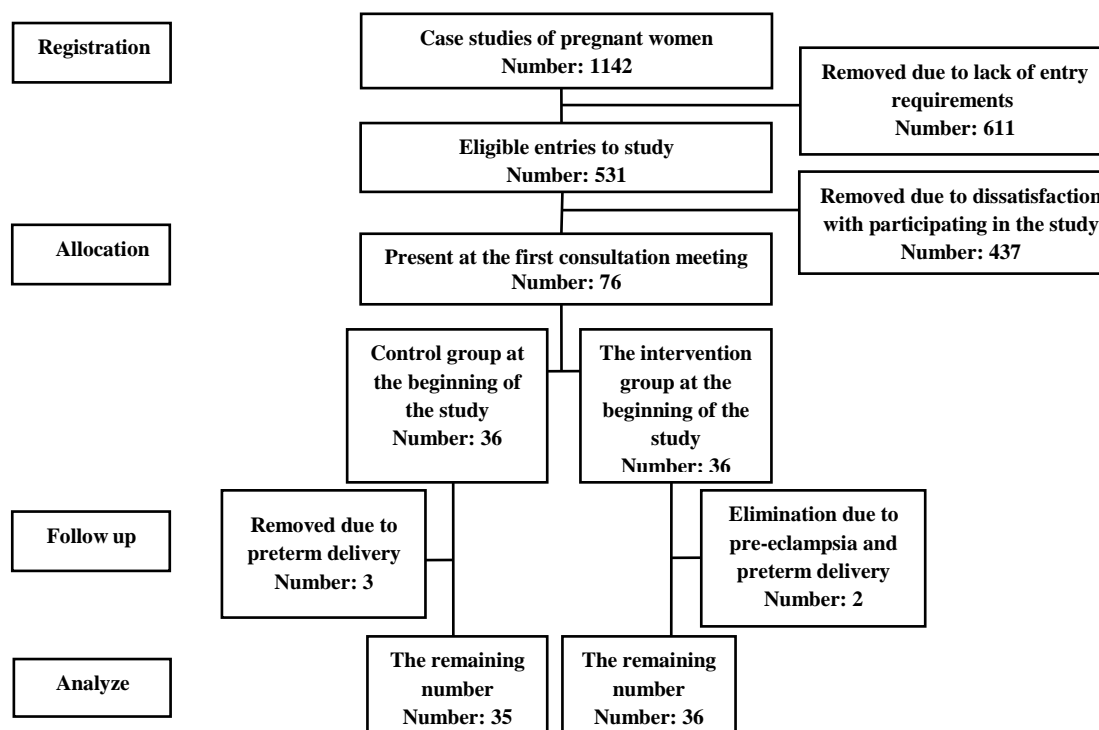 Registration
Case studies of pregnant women
Number: 1142
Removed due to lack of entry
requirements
Number: 611
Eligible entries to study
Number: 531
Removed due to dissatisfaction
with participating in the study
Number: 437
Allocation
Present at the first consultation meeting
Number: 76
Control group at
the beginning of
the study
Number: 36
The intervention
group at the
beginning of the
study
Number: 36
Follow up
Removed due to
preterm delivery
Number: 3
Elimination due to
pre-eclampsia and
preterm delivery
Number: 2
Analyze
The remaining
number
Number: 35
The remaining
number
Number: 36